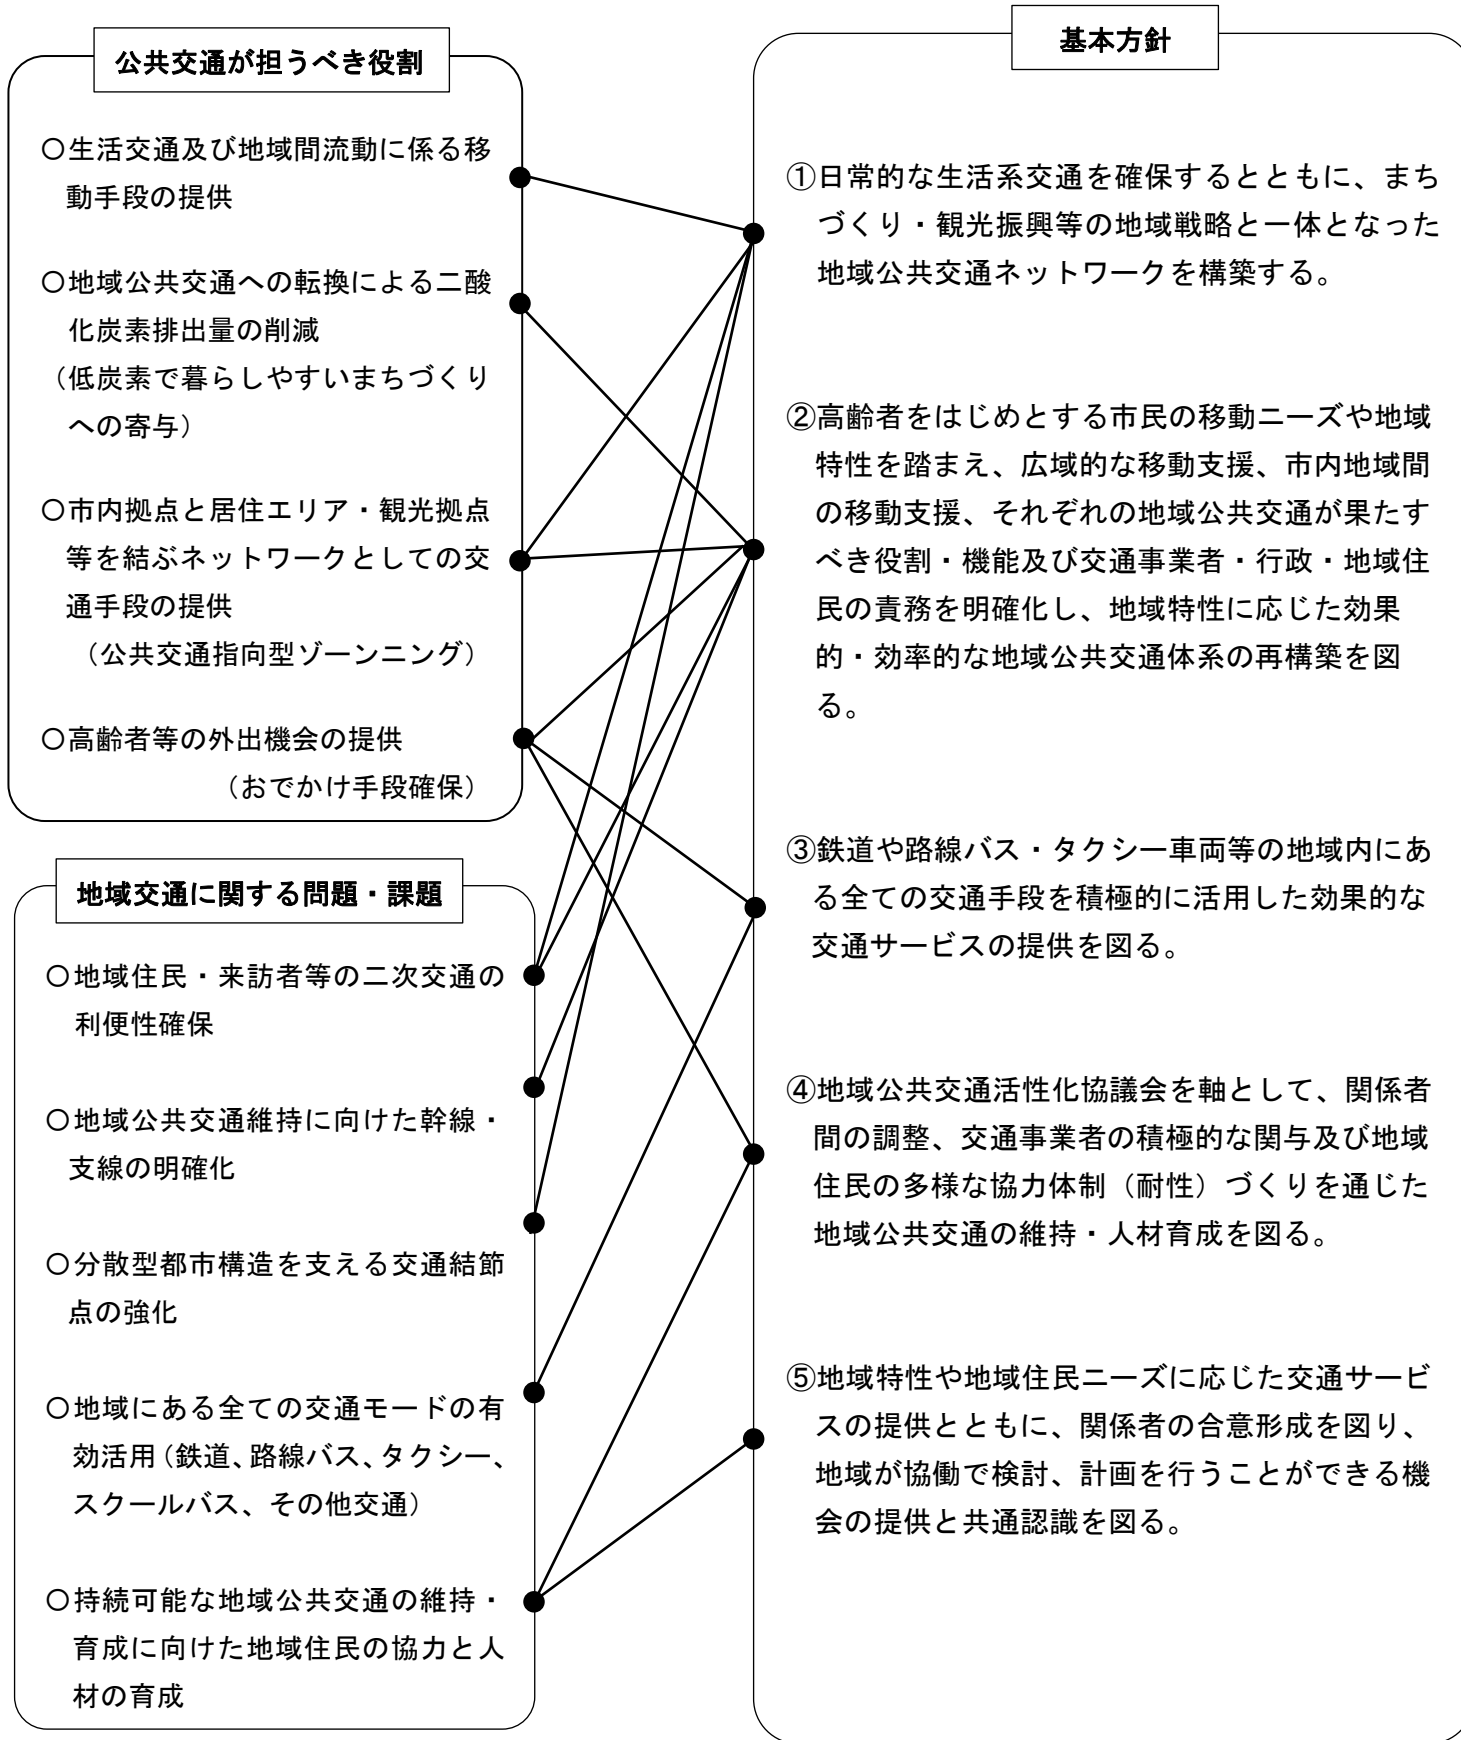 公共交通が担うべき役割
〇生活交通及び地域間流動に係る移
動手段の提供
〇地域公共交通への転換による二酸
化炭素排出量の削減
（低炭素で暮らしやすいまちづくり
への寄与）
〇市内拠点と居住エリア・観光拠点
等を結ぶネットワークとしての交
通手段の提供
（公共交通指向型ゾーンニング）
〇高齢者等の外出機会の提供
（おでかけ手段確保）
地域交通に関する問題・課題
〇地域住民・来訪者等の二次交通の
利便性確保
〇地域公共交通維持に向けた幹線・
支線の明確化
〇分散型都市構造を支える交通結節
点の強化
〇地域にある全ての交通モードの有
効活用（鉄道、路線バス、タクシー、
スクールバス、その他交通）
〇持続可能な地域公共交通の維持・
育成に向けた地域住民の協力と人
材の育成
基本方針
①日常的な生活系交通を確保するとともに、まち
づくり・観光振興等の地域戦略と一体となった
地域公共交通ネットワークを構築する。
②高齢者をはじめとする市民の移動ニーズや地域
特性を踏まえ、広域的な移動支援、市内地域間
の移動支援、それぞれの地域公共交通が果たす
べき役割・機能及び交通事業者・行政・地域住
民の責務を明確化し、地域特性に応じた効果
的・効率的な地域公共交通体系の再構築を図
る。
③鉄道や路線バス・タクシー車両等の地域内にあ
る全ての交通手段を積極的に活用した効果的な
交通サービスの提供を図る。
④地域公共交通活性化協議会を軸として、関係者
間の調整、交通事業者の積極的な関与及び地域
住民の多様な協力体制（耐性）づくりを通じた
地域公共交通の維持・人材育成を図る。
⑤地域特性や地域住民ニーズに応じた交通サービ
スの提供とともに、関係者の合意形成を図り、
地域が協働で検討、計画を行うことができる機
会の提供と共通認識を図る。